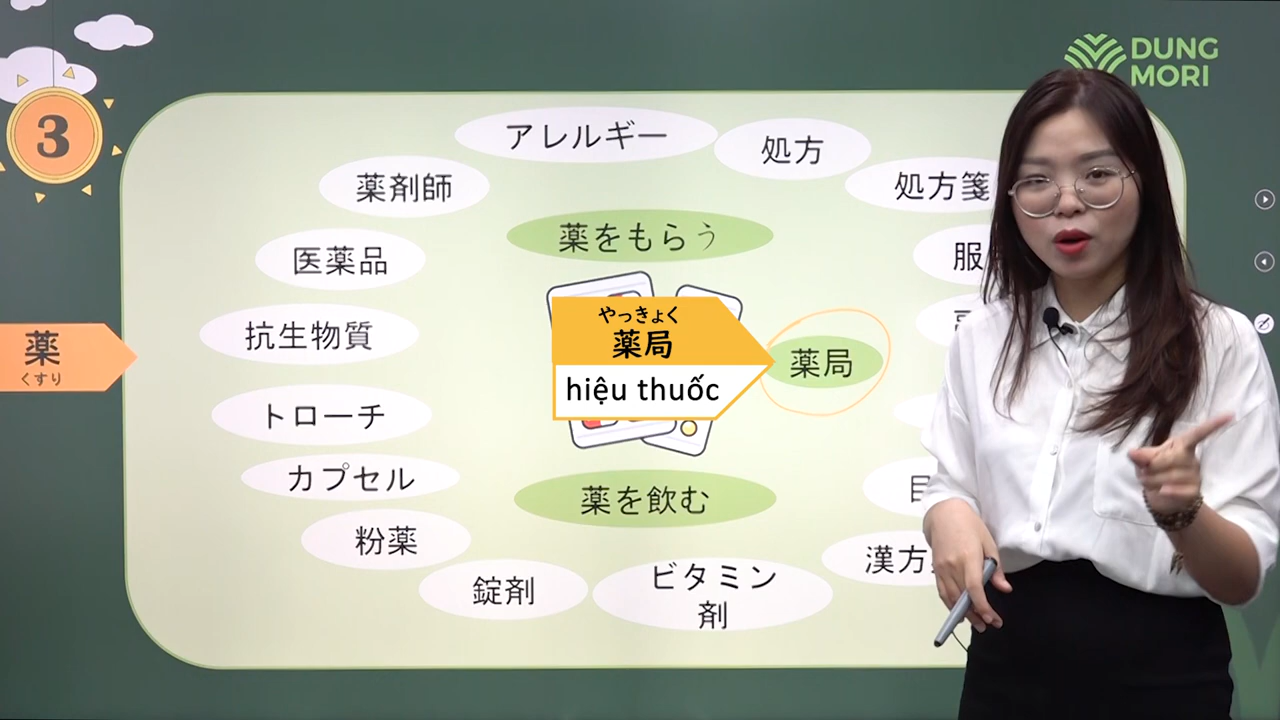 DUNG
MORI
3
アレルギー
処方
薬剤師
処方箋
薬をもらう
医薬品
服
やっきょく
薬局
hiệu thuốc
薬局
抗生物質
薬
くすり
トローチ
カプセル
薬を飲む
粉薬
漢方
錠剤
ビタミン
剤